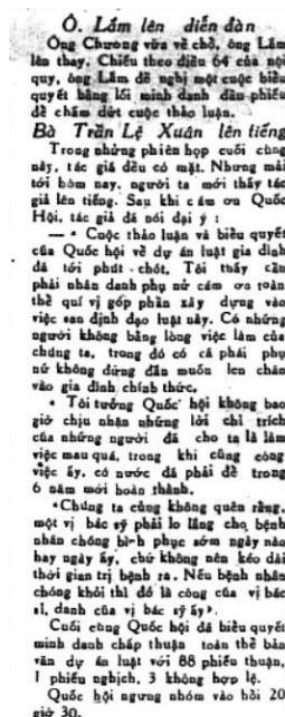 Ô. Lắm lên diễn đàn
Ông Chương vừa về chỗ, ông Lắm
lên thay. Chiếu theo điều 64 của nội
quy, ông Lắm đề nghị một cuộc biểu
quyết bằng lối minh danh đầu phiếu
để chấm dứt cuộc thảo luận.
Bà Trần Lệ Xuân lên tiếng
Trong những phiên họp cuối cùng
này, tác giả đều có mặt. Nhưng mãi
tới hôm nay, người ta mới thấy tác
giả lên tiếng. Sau khi cám ơn Quốc
Hội, tác giả đã nói đại ý :
— « Cuộc thảo luận và biểu quyết
của Quốc hội về dự án luật gia đình
đã tới phút chót. Tôi thấy cần
phải nhân danh phụ nữ cám ơn toàn
thể quí vị góp phần xây dựng vào
việc san định đạo luật này. Có những
người không bằng lòng việc làm của
chúng ta, trong đó có cả phái phụ
nữ không đứng đắn muốn len chân
vào gia đình chính thức.
« Tôi tưởng Quốc hội không bao
giờ chịu nhận những lời chỉ trích
của những người đã cho ta là làm
việc mau quá, trong khi cũng công
việc ấy, có nước đã phải để trong
6 năm mới hoàn thành.
«Chúng ta cũng không quên rằng,
một vị bác sỹ phải lo lắng cho bệnh
nhân chóng bình phục sớm ngày nào
hay ngày ấy, chứ không nên kéo dài
thời gian trị bệnh ra. Nếu bệnh nhân
chóng khỏi thì đó là công của vị bác
sĩ, danh của vị bác sỹ ấy».
Cuối cùng Quốc hội đã biểu quyết
minh danh chấp thuận toàn thể bản
văn dự án luật với 88 phiếu thuận,
1 phiếu nghịch, 3 không hợp lệ.
Quốc hội ngưng nhóm vào hồi 20
giờ 30.